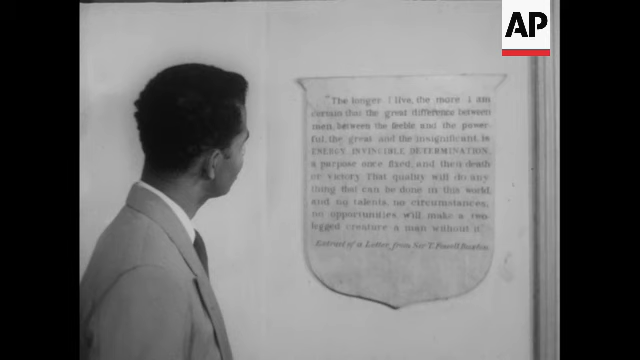 AP
"The longer I live, the more I am
certain that the great difference between
men, between the feeble and the power-
ful, the great and the insignificant, is
ENERGY, INVINCIBLE DETERMINATION,
a purpose once fixed, and then death
or victory. That quality will do any
thing that can be done in this world
and no talents, no circumstances,
no opportunities will make a two-
legged creature a man without it."
Extract of a Letter from Sir T. Fowell Buxton